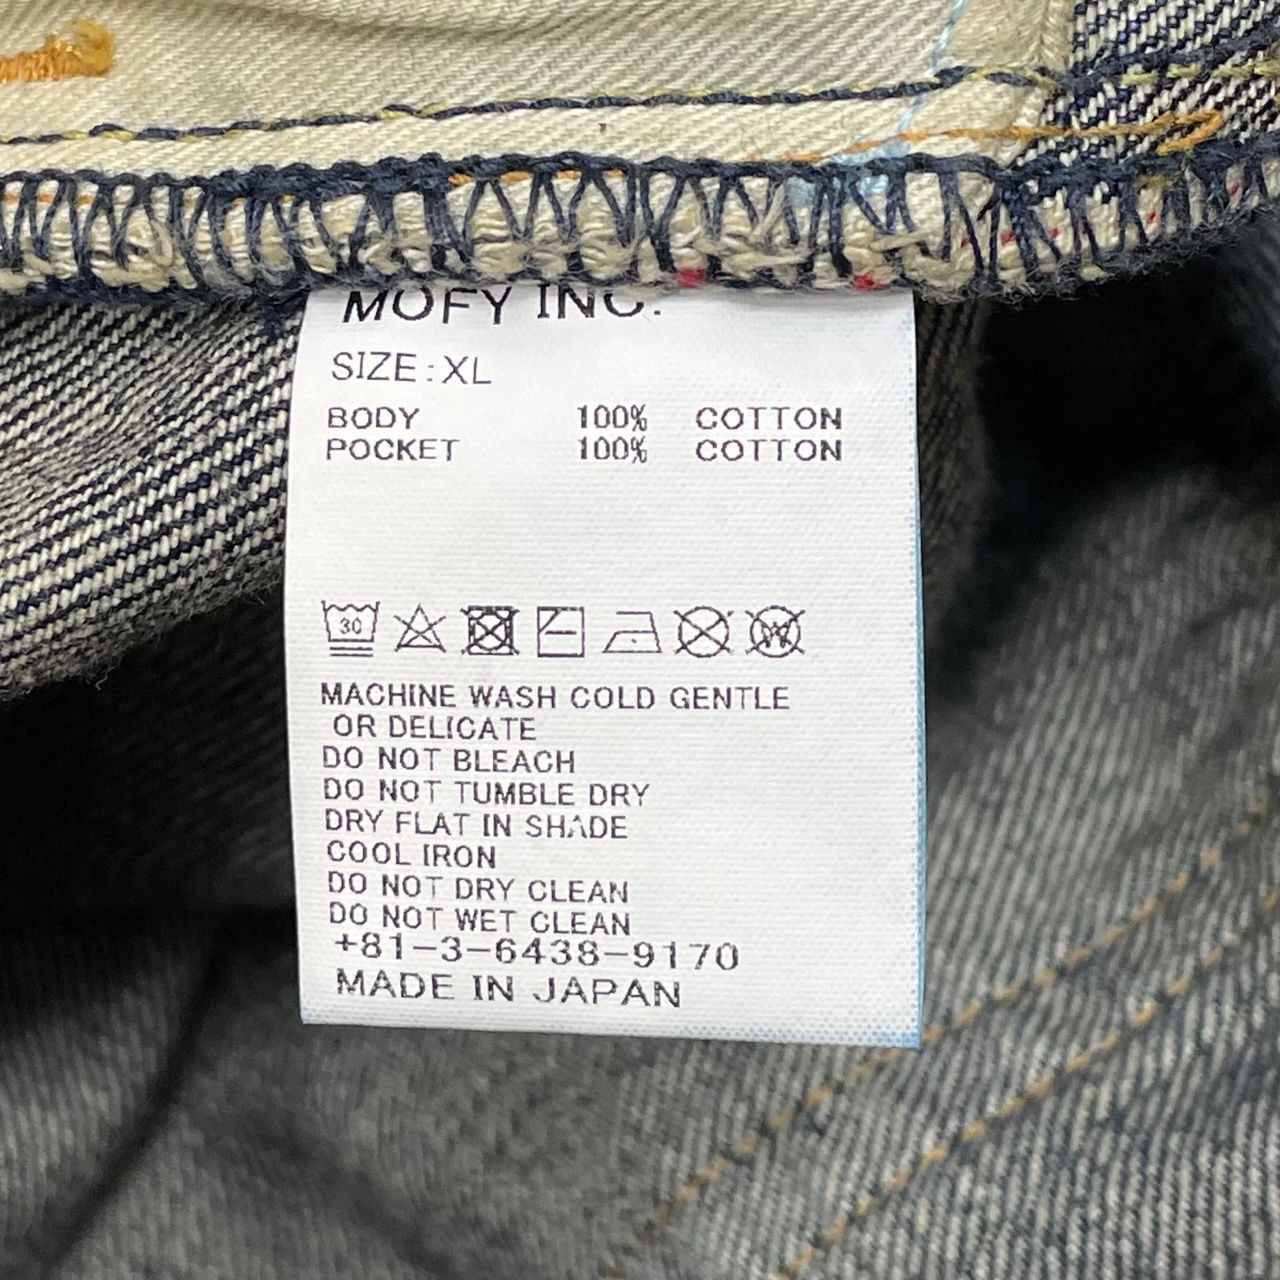 MOFY INC.
SIZE:XL
BODY 100% COTTON
POCKET 100% COTTON
30
W
MACHINE WASH COLD GENTLE
OR DELICATE
DO NOT BLEACH
DO NOT TUMBLE DRY
DRY FLAT IN SHADE
COOL IRON
DO NOT DRY CLEAN
DO NOT WET CLEAN
+81-3-6438-9170
MADE IN JAPAN